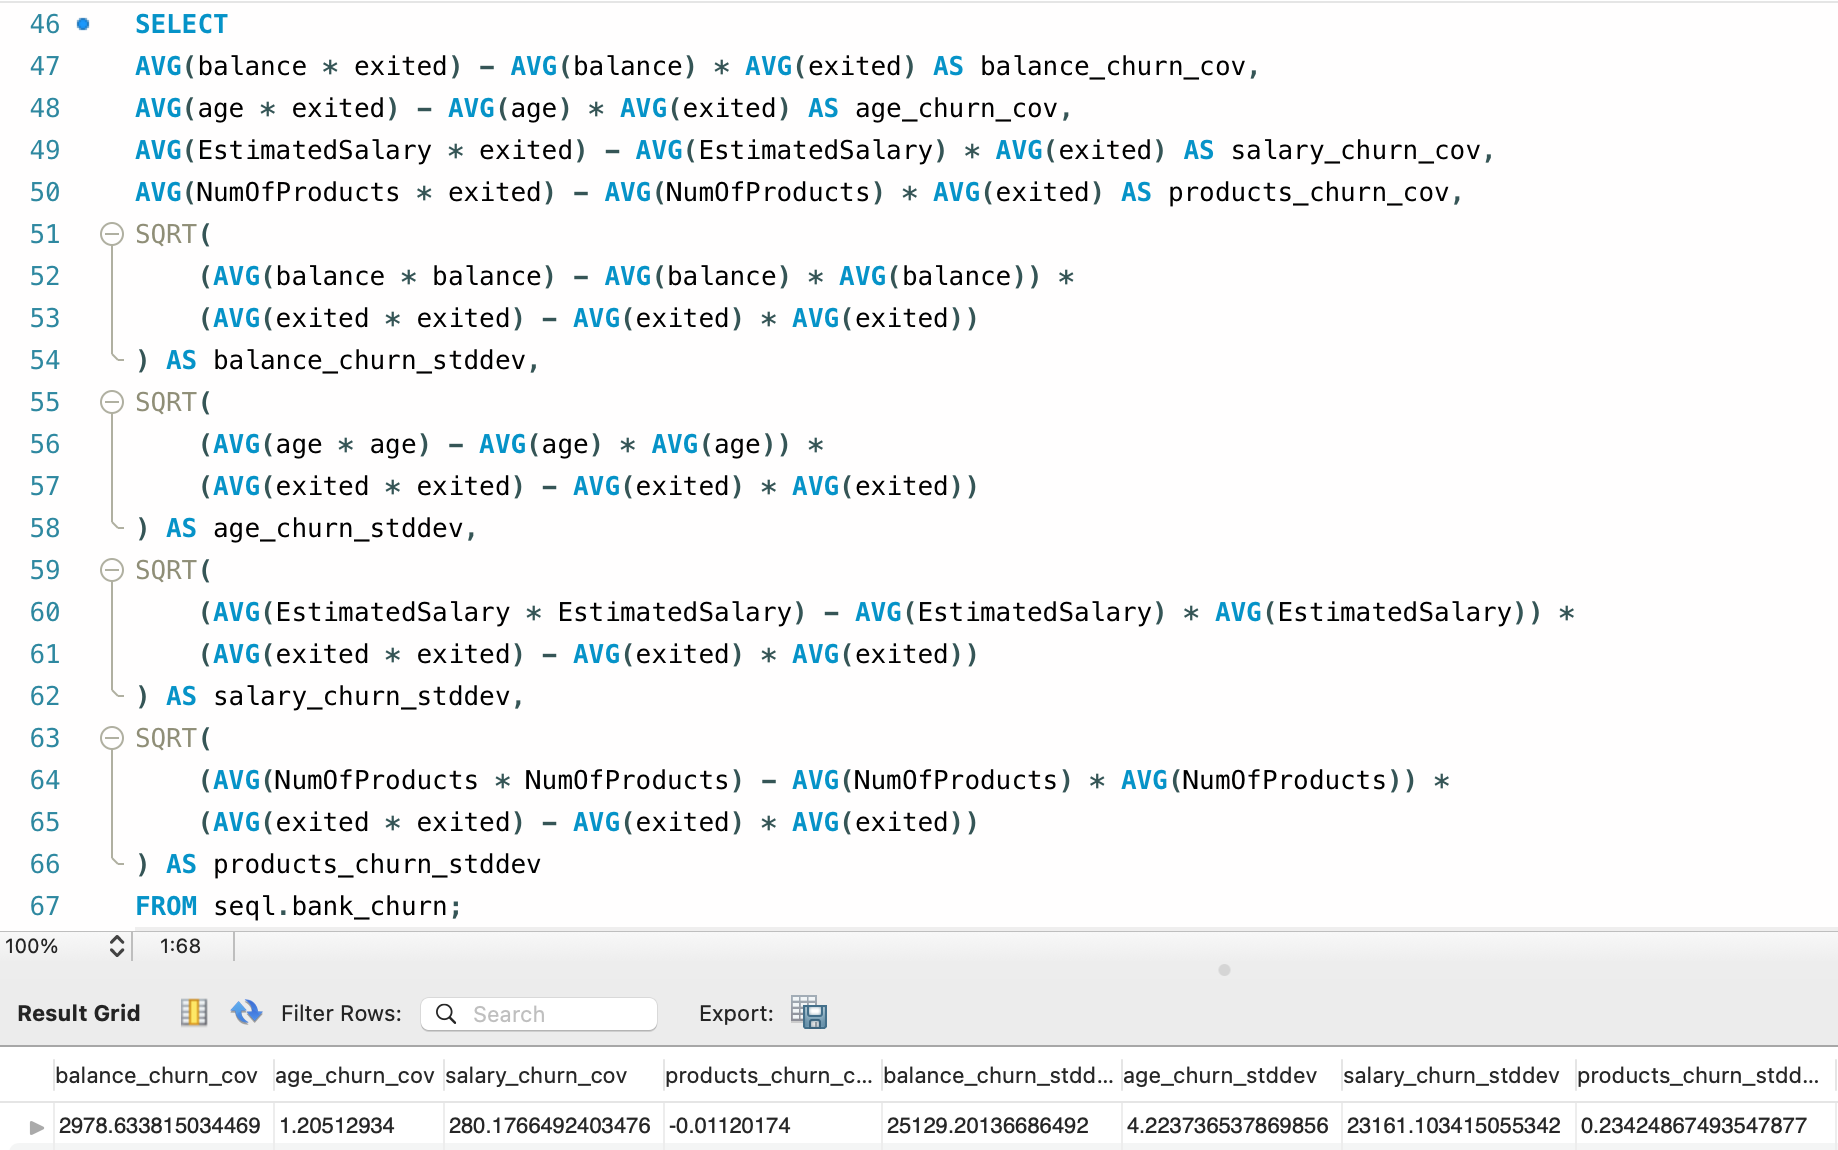 46 SELECT
47 AVG(balance * exited) - AVG(balance) * AVG(exited) AS balance_churn_cov,
48 AVG(age * exited) - AVG(age) * AVG(exited) AS age_churn_cov,
49 AVG(EstimatedSalary * exited) - AVG(EstimatedSalary) * AVG(exited) AS salary_churn_cov,
50 AVG(NumOfProducts * exited) - AVG(NumOfProducts) * AVG(exited) AS products_churn_cov,
51 SQRT(
52 (AVG(balance * balance) - AVG(balance) * AVG(balance)) *
53 (AVG(exited * exited) - AVG(exited) * AVG(exited))
54 ) AS balance_churn_stddev,
55 SQRT(
56 (AVG(age * age) - AVG(age) * AVG(age)) *
57 (AVG(exited * exited) - AVG(exited) * AVG(exited))
58 ) AS age_churn_stddev,
59 SQRT(
60 (AVG(EstimatedSalary * EstimatedSalary) - AVG(EstimatedSalary) * AVG(EstimatedSalary)) *
61 (AVG(exited * exited) - AVG(exited) * AVG(exited))
62 ) AS salary_churn_stddev,
63 SQRT(
64 (AVG(NumOfProducts * NumOfProducts) - AVG(NumOfProducts) * AVG(NumOfProducts)) *
65 (AVG(exited * exited) - AVG(exited) * AVG(exited))
66 ) AS products_churn_stddev
67 FROM seql.bank_churn;
100% 1:68
Result Grid Filter Rows: Search Export:
balance_churn_cov age_churn_cov salary_churn_cov products_churn_c... balance_churn_stdd... age_churn_stddev salary_churn_stddev products_churn_stdd...
2978.633815034469 1.20512934 280.1766492403476 -0.01120174 25129.20136686492 4.223736537869856 23161.103415055342 0.23424867493547877